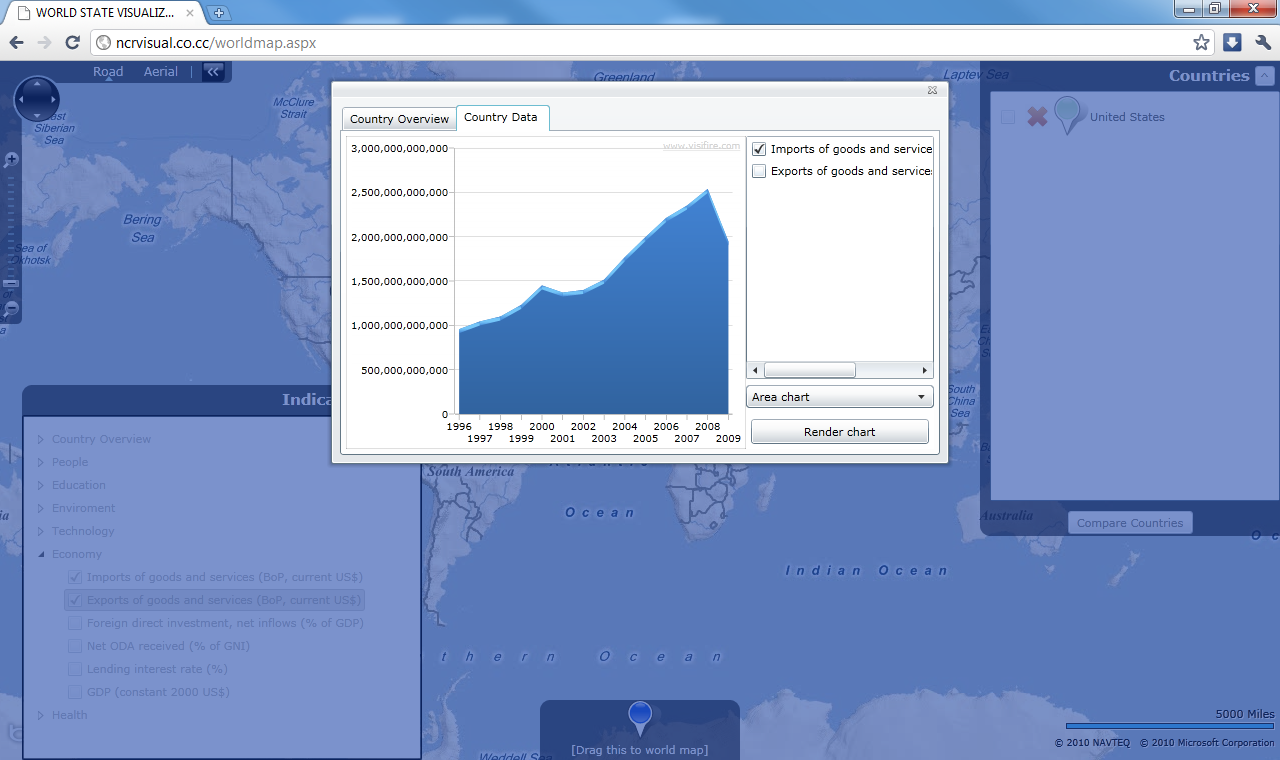 WORLD STATE VISUALIZ...
ncrvisual.co.cc/worldmap.aspx
Road Aerial |
Greenland
Laptev Sea
McClure
Strait
East
Siberian
Sea
Bering
Sea
Sea of
Okhotsk
Countries
United States
Country Overview
Country Data
www.visifire.com
3,000,000,000,000
2,500,000,000,000
2,000,000,000,000
1,500,000,000,000
1,000,000,000,000
500,000,000,000
0
1996 1998 2000 2002 2004 2006 2008
1997 1999 2001 2003 2005 2007 2009
Imports of goods and service
Exports of goods and services
Area chart
Render chart
South
China
Sea
Compare Countries
Indica
Country Overview
People
Education
Enviroment
Technology
Economy
Imports of goods and services (BoP, current US$)
Exports of goods and services (BoP, current US$)
Foreign direct investment, net inflows (% of GDP)
Net ODA received (% of GNI)
Lending interest rate (%)
GDP (constant 2000 US$)
Health
South America
Ocean
Australia
Indian Ocean
thern Ocean
Weddell Sea
[Drag this to world map]
5000 Miles
© 2010 NAVTEQ © 2010 Microsoft Corporation